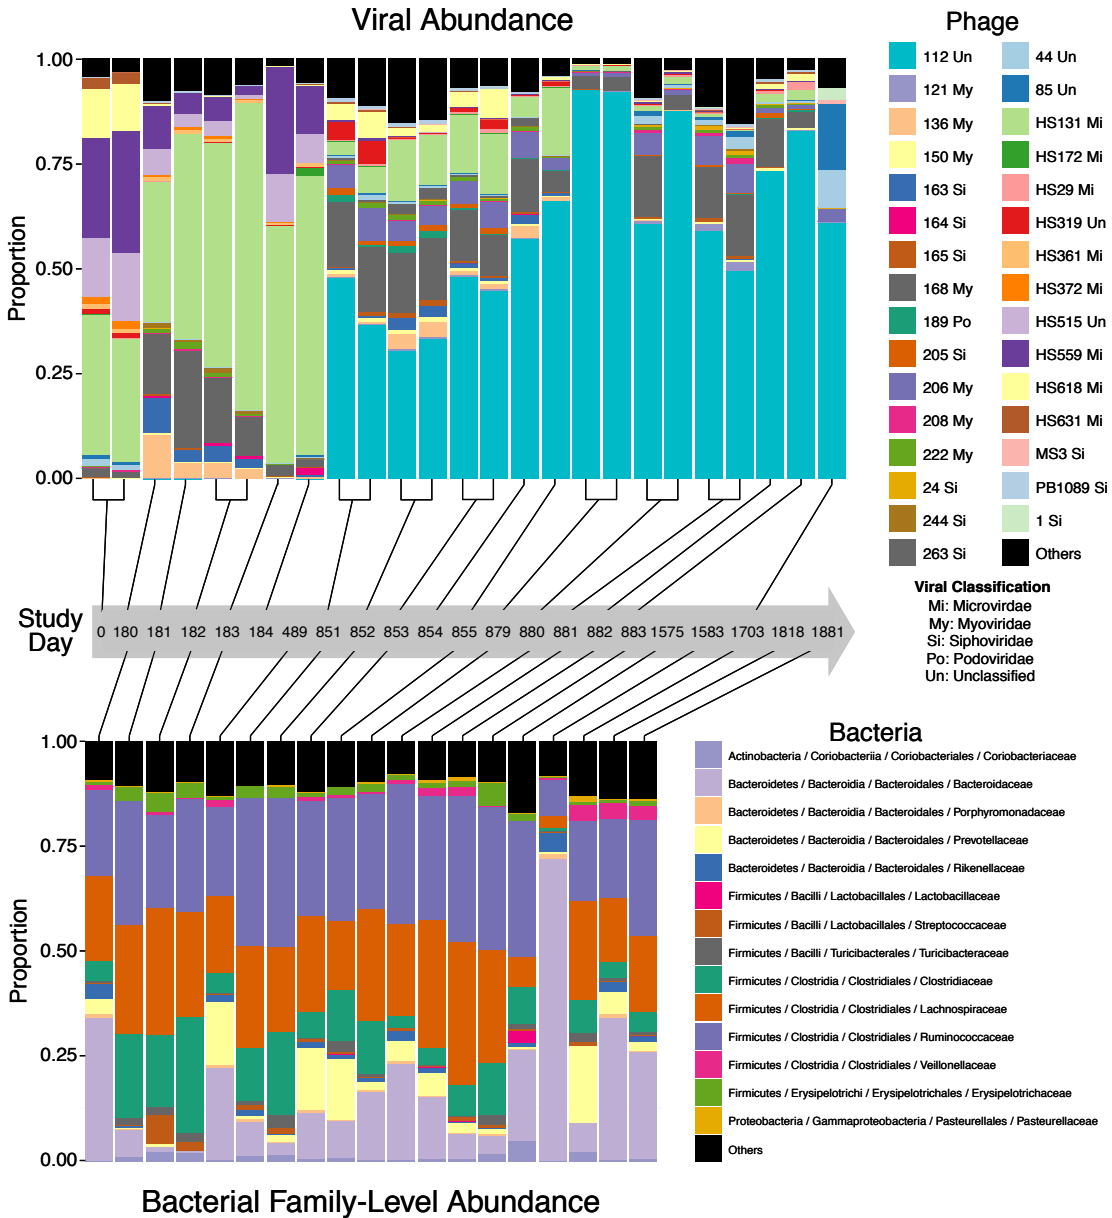 Viral Abundance
Proportion
1.00
0.75
0.50
0.25
0.00
Phage
112 Un
121 My
136 My
150 My
163 Si
164 Si
165 Si
168 My
189 Po
205 Si
206 My
208 My
222 My
24 Si
244 Si
263 Si
44 Un
85 Un
HS131 Mi
HS172 Mi
HS29 Mi
HS319 Un
HS361 Mi
HS372 Mi
HS515 Un
HS559 Mi
HS618 Mi
HS631 Mi
MS3 Si
PB1089 Si
1 Si
Others
Viral Classification
Mi: Microviridae
My: Myoviridae
Si: Siphoviridae
Po: Podoviridae
Un: Unclassified
Study
Day
0 180 181 182 183 184 489 851 852 853 854 855 879 880 881 882 883 1575 1583 1703 1818 1881
Proportion
1.00
0.75
0.50
0.25
0.00
Bacteria
Actinobacteria / Coriobacteriia / Coriobacteriales / Coriobacteriaceae
Bacteroidetes / Bacteroidia / Bacteroidales / Bacteroidaceae
Bacteroidetes / Bacteroidia / Bacteroidales / Porphyromonadaceae
Bacteroidetes / Bacteroidia / Bacteroidales / Prevotellaceae
Bacteroidetes / Bacteroidia / Bacteroidales / Rikenellaceae
Firmicutes / Bacilli / Lactobacillales / Lactobacillaceae
Firmicutes / Bacilli / Lactobacillales / Streptococcaceae
Firmicutes / Bacilli / Turicibacterales / Turicibacteraceae
Firmicutes / Clostridia / Clostridiales / Clostridiaceae
Firmicutes / Clostridia / Clostridiales / Lachnospiraceae
Firmicutes / Clostridia / Clostridiales / Ruminococcaceae
Firmicutes / Clostridia / Clostridiales / Veillonellaceae
Firmicutes / Erysipelotrichi / Erysipelotrichales / Erysipelotrichaceae
Proteobacteria / Gammaproteobacteria / Pasteurellales / Pasteurellaceae
Others
Bacterial Family-Level Abundance